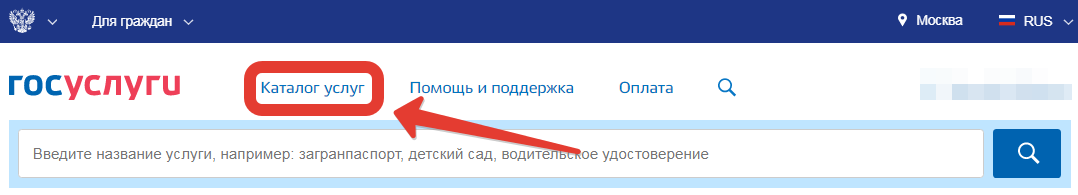 Для граждан Москва RUS
госуслуги Каталог услуг Помощь и поддержка Оплата
Введите название услуги, например: загранпаспорт, детский сад, водительское удостоверение